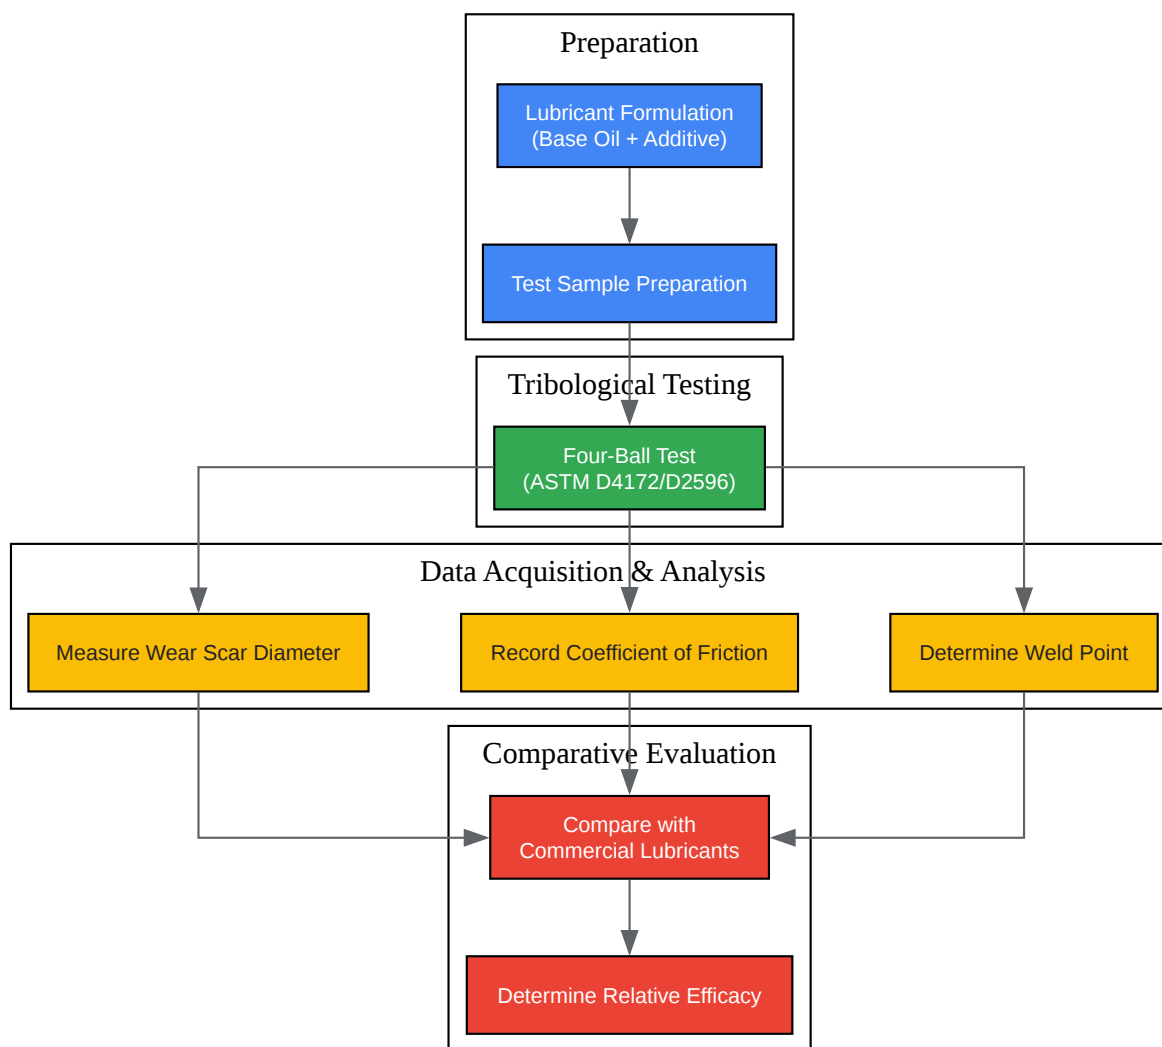 Preparation
Lubricant Formulation
(Base Oil + Additive)
Test Sample Preparation
Tribological Testing
Four-Ball Test
(ASTM D4172/D2596)
Data Acquisition & Analysis
Measure Wear Scar Diameter
Record Coefficient of Friction
Determine Weld Point
Comparative Evaluation
Compare with
Commercial Lubricants
Determine Relative Efficacy